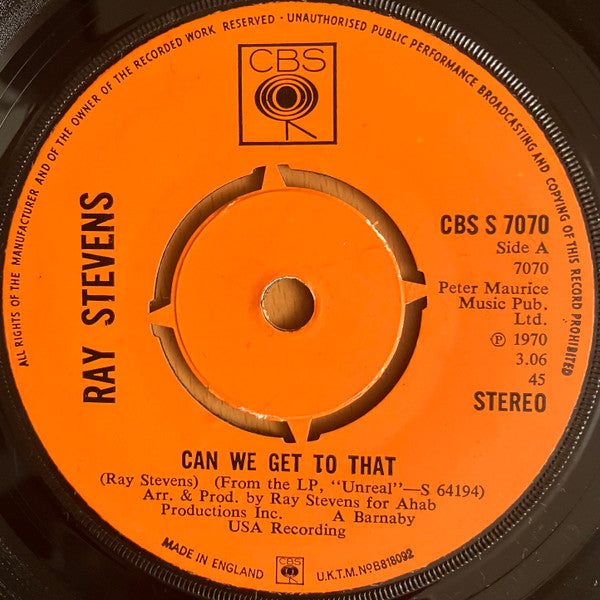 ALL RIGHTS OF THE MANUFACTURER AND OF THE OWNER OF THE RECORDED WORK RESERVED - UNAUTHORISED PUBLIC PERFORMANCE BROADCASTING AND COPYING OF THIS RECORD PROHIBITED
CBS
RAY STEVENS
CBS S 7070
Side A
7070
Peter Maurice
Music Pub.
Ltd.
℗ 1970
3.06
45
STEREO
CAN WE GET TO THAT
(Ray Stevens) (From the LP, "Unreal"—S 64194)
Arr. & Prod. by Ray Stevens for Ahab
Productions Inc. A Barnaby
USA Recording
MADE IN ENGLAND
CBS
U.K.T.M. No B818092